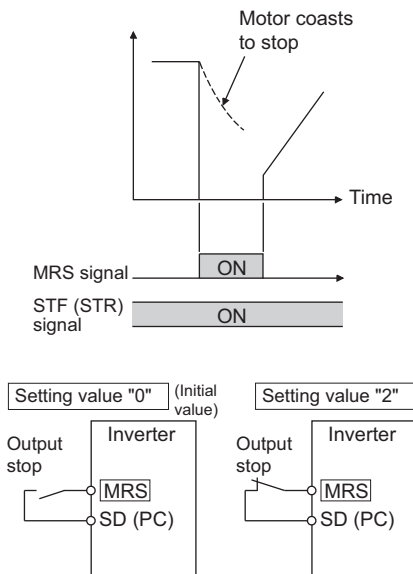 Motor coasts
to stop
Time
MRS signal
ON
STF (STR)
signal
ON
Setting value "0" (Initial
value)
Output
stop
Inverter
MRS
SD (PC)
Setting value "2"
Output
stop
Inverter
MRS
SD (PC)